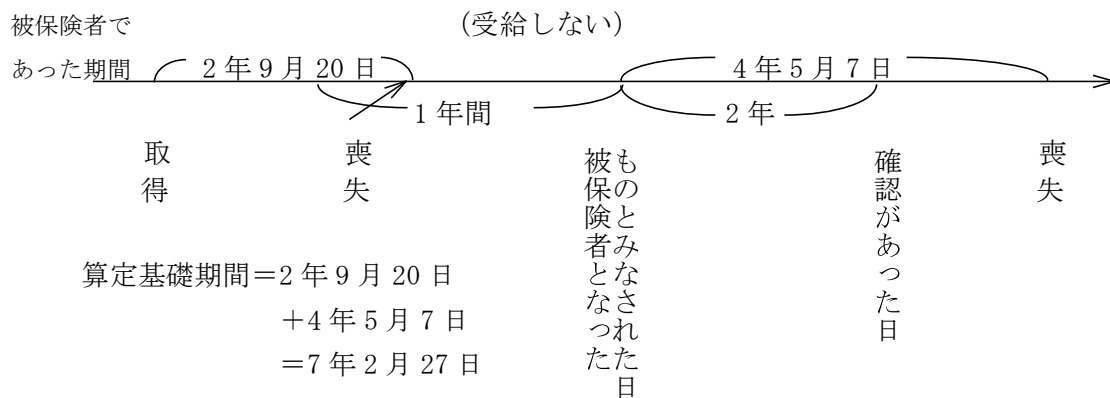 被保険者で
あった期間
(受給しない)
2年9月20日
4年5月7日
1年間
2年
取得
喪失
被保険者となった
ものとみなされた日
確認があった日
喪失
算定基礎期間=2年9月20日
+4年5月7日
=7年2月27日